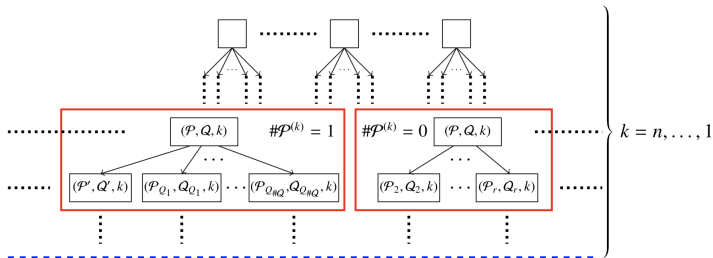 (𝒫, 𝒬, k) #𝒫^(k) = 1 #𝒫^(k) = 0 (𝒫, 𝒬, k) k = n, . . . , 1
(𝒫′, 𝒬′, k) (𝒫_{Q_1}, 𝒬_{Q_1}, k) · · · (𝒫_{Q_{#𝒬}}, 𝒬_{Q_{#𝒬}}, k) (𝒫_2, 𝒬_2, k) · · · (𝒫_r, 𝒬_r, k)